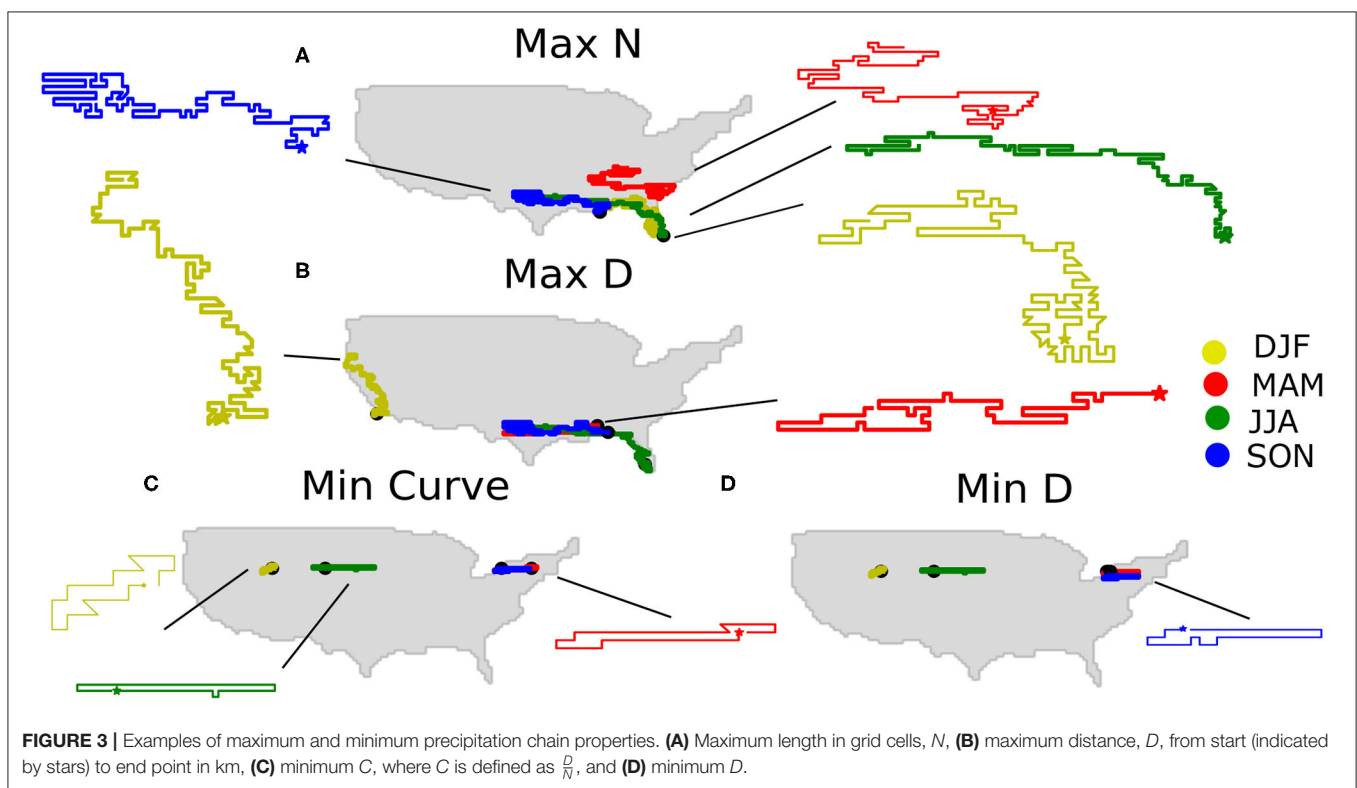 A
Max N
B
Max D
DJF
MAM
JJA
SON
C
Min Curve
D
Min D
FIGURE 3 | Examples of maximum and minimum precipitation chain properties. (A) Maximum length in grid cells, N, (B) maximum distance, D, from start (indicated
by stars) to end point in km, (C) minimum C, where C is defined as D/N, and (D) minimum D.